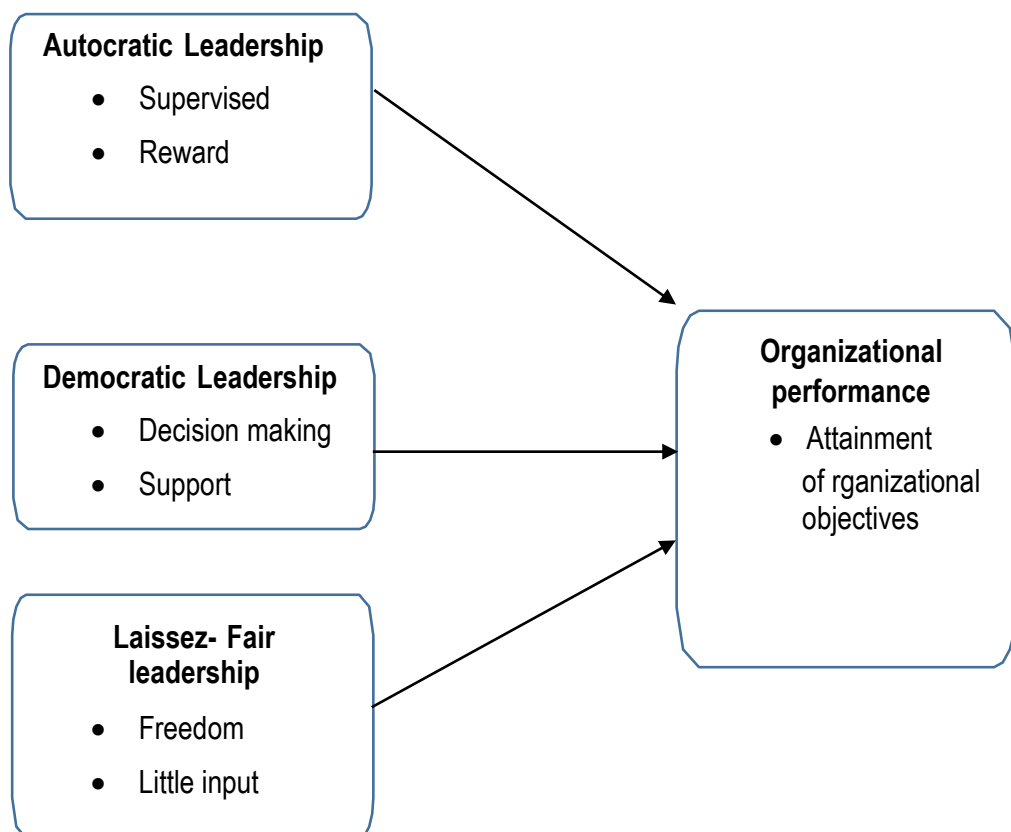 Autocratic Leadership
• Supervised
• Reward
Democratic Leadership
• Decision making
• Support
Laissez- Fair
leadership
• Freedom
• Little input
Organizational
performance
• Attainment
of rganizational
objectives